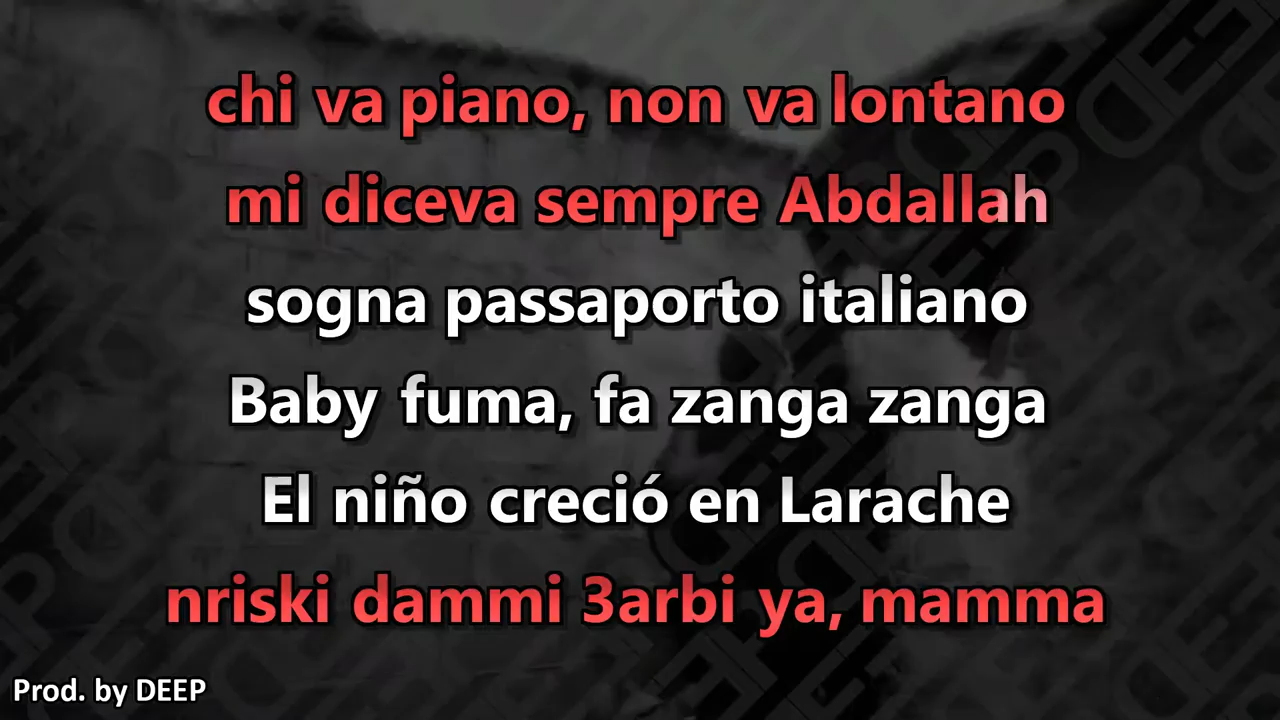 chi va piano, non va lontano
mi diceva sempre Abdallah
sogna passaporto italiano
Baby fuma, fa zanga zanga
El niño creció en Larache
nriski dammi 3arbi ya, mamma
Prod. by DEEP